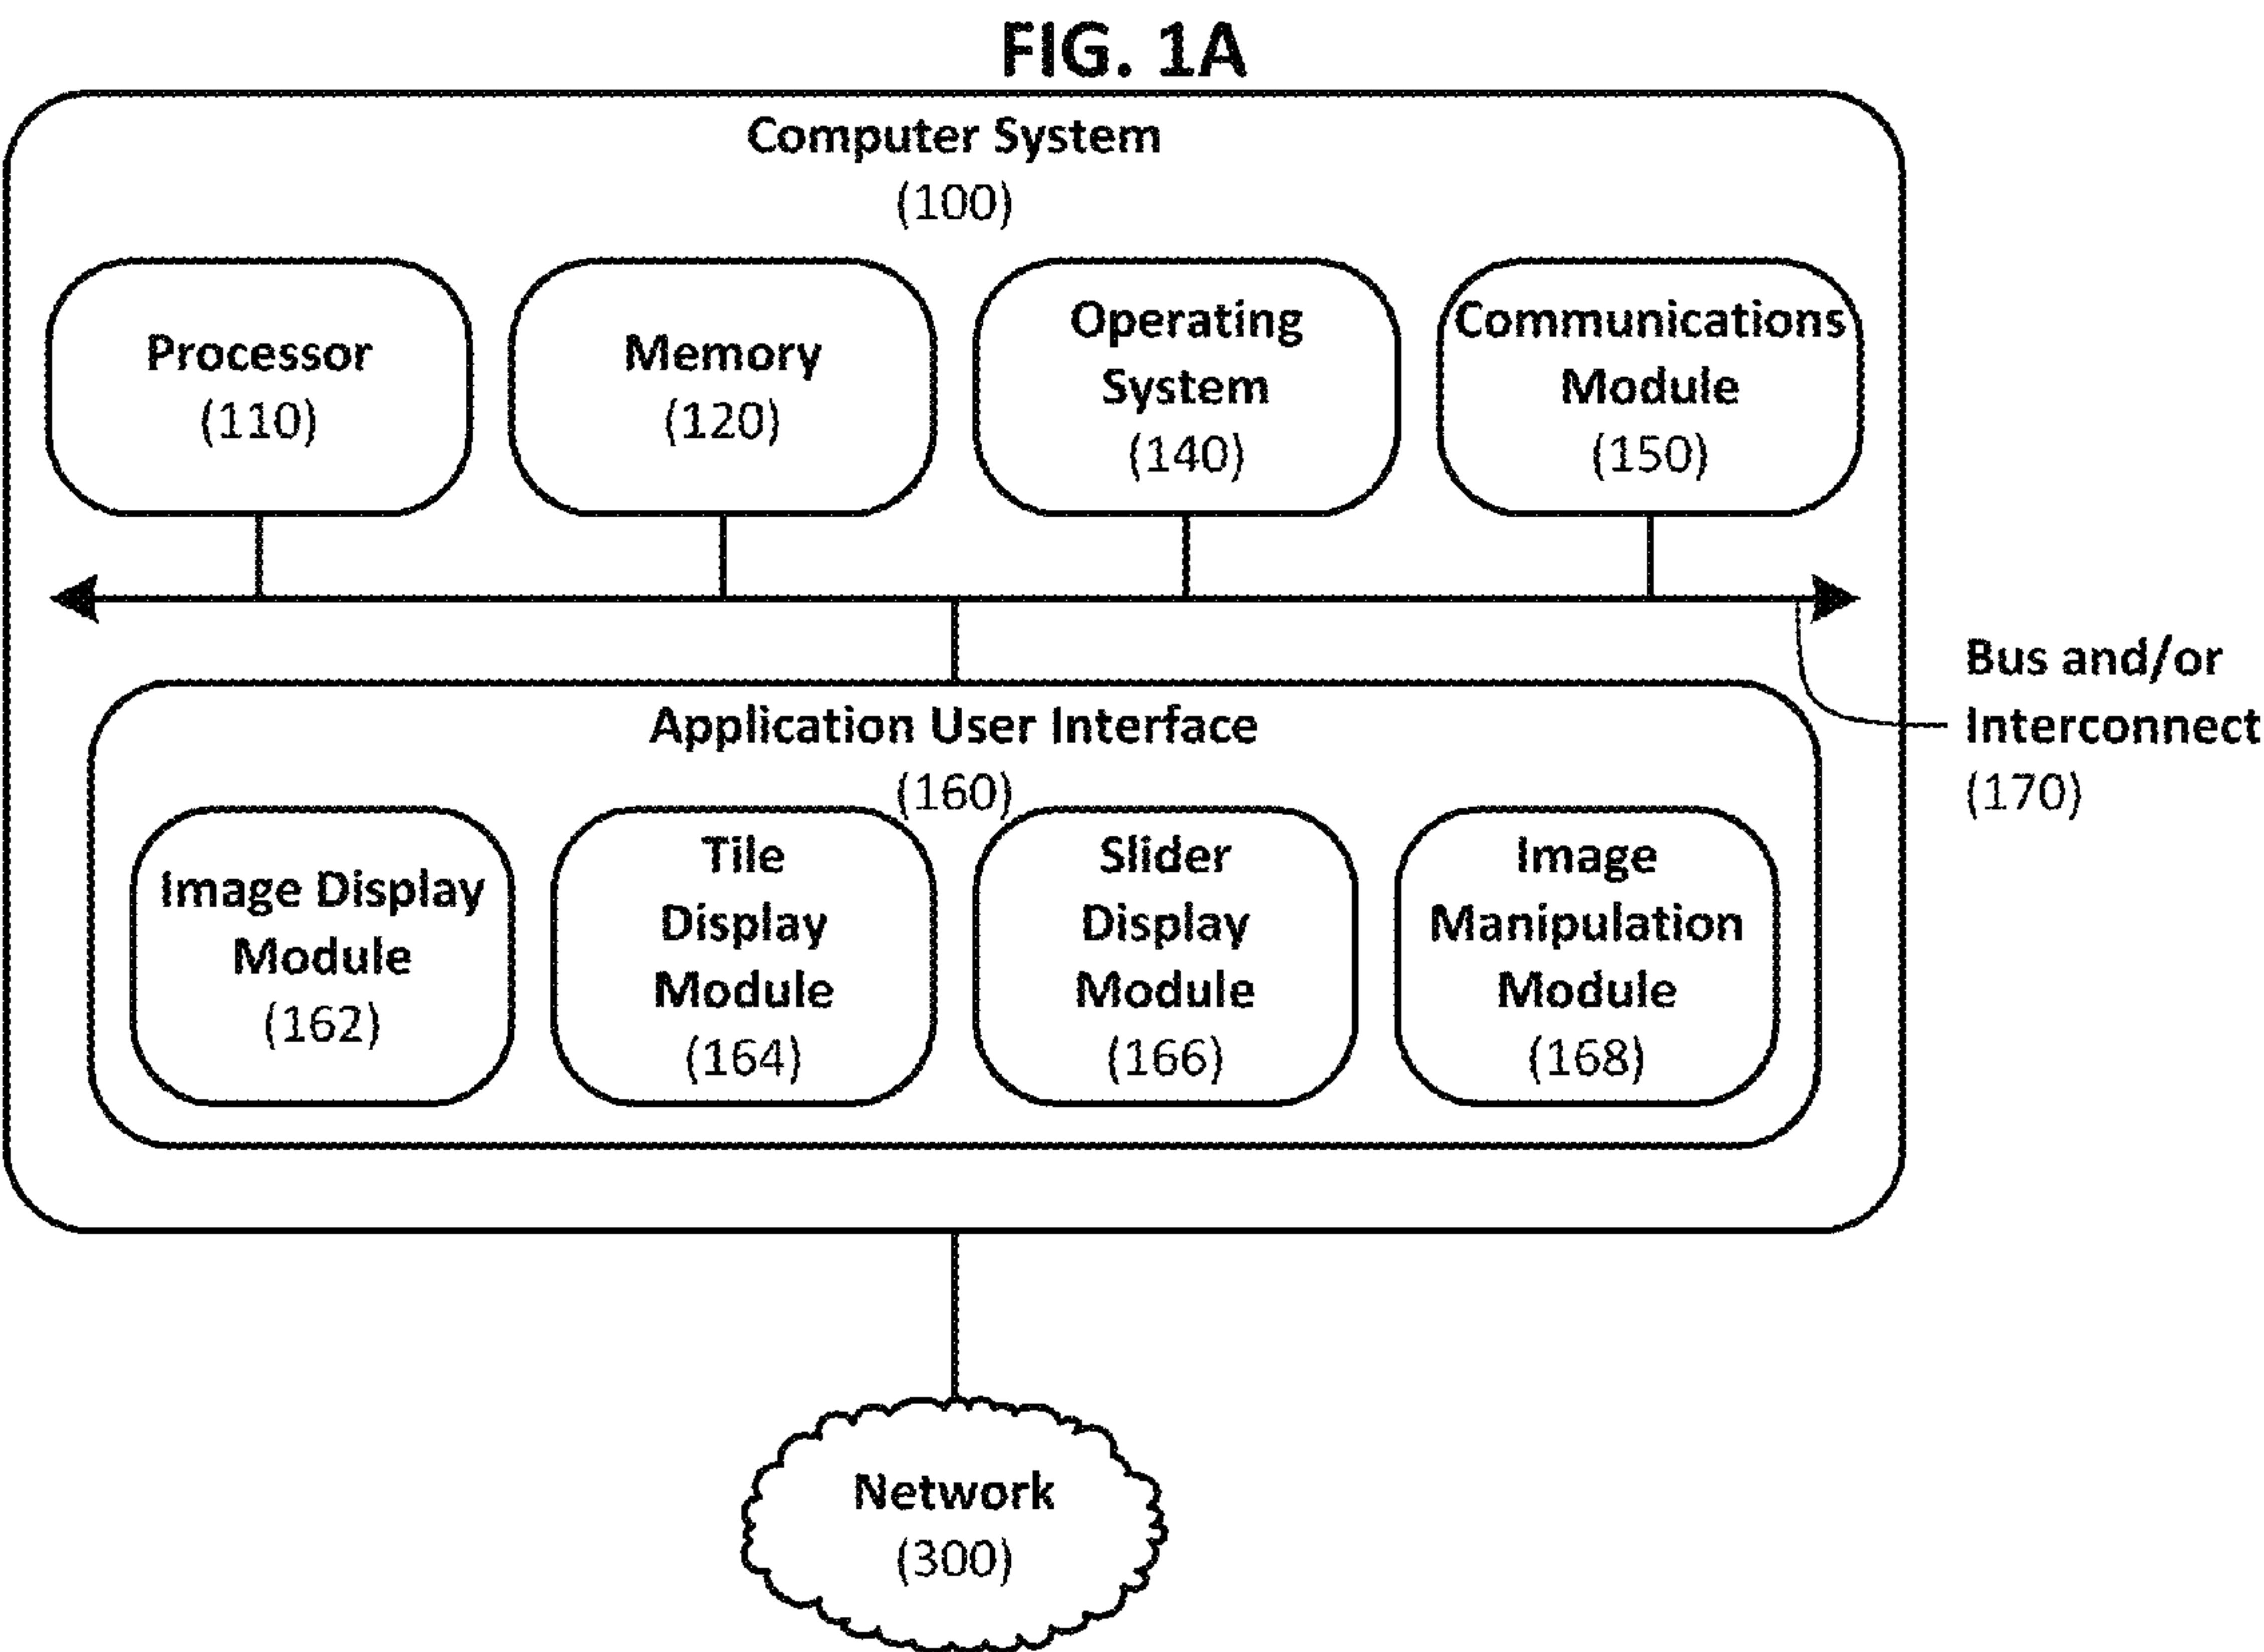 FIG. 1A
Computer System
(100)
Processor
(110)
Memory
(120)
Operating
System
(140)
Communications
Module
(150)
Bus and/or
Interconnect
(170)
Application User Interface
(160)
Image Display
Module
(162)
Tile
Display
Module
(164)
Slider
Display
Module
(166)
Image
Manipulation
Module
(168)
Network
(300)